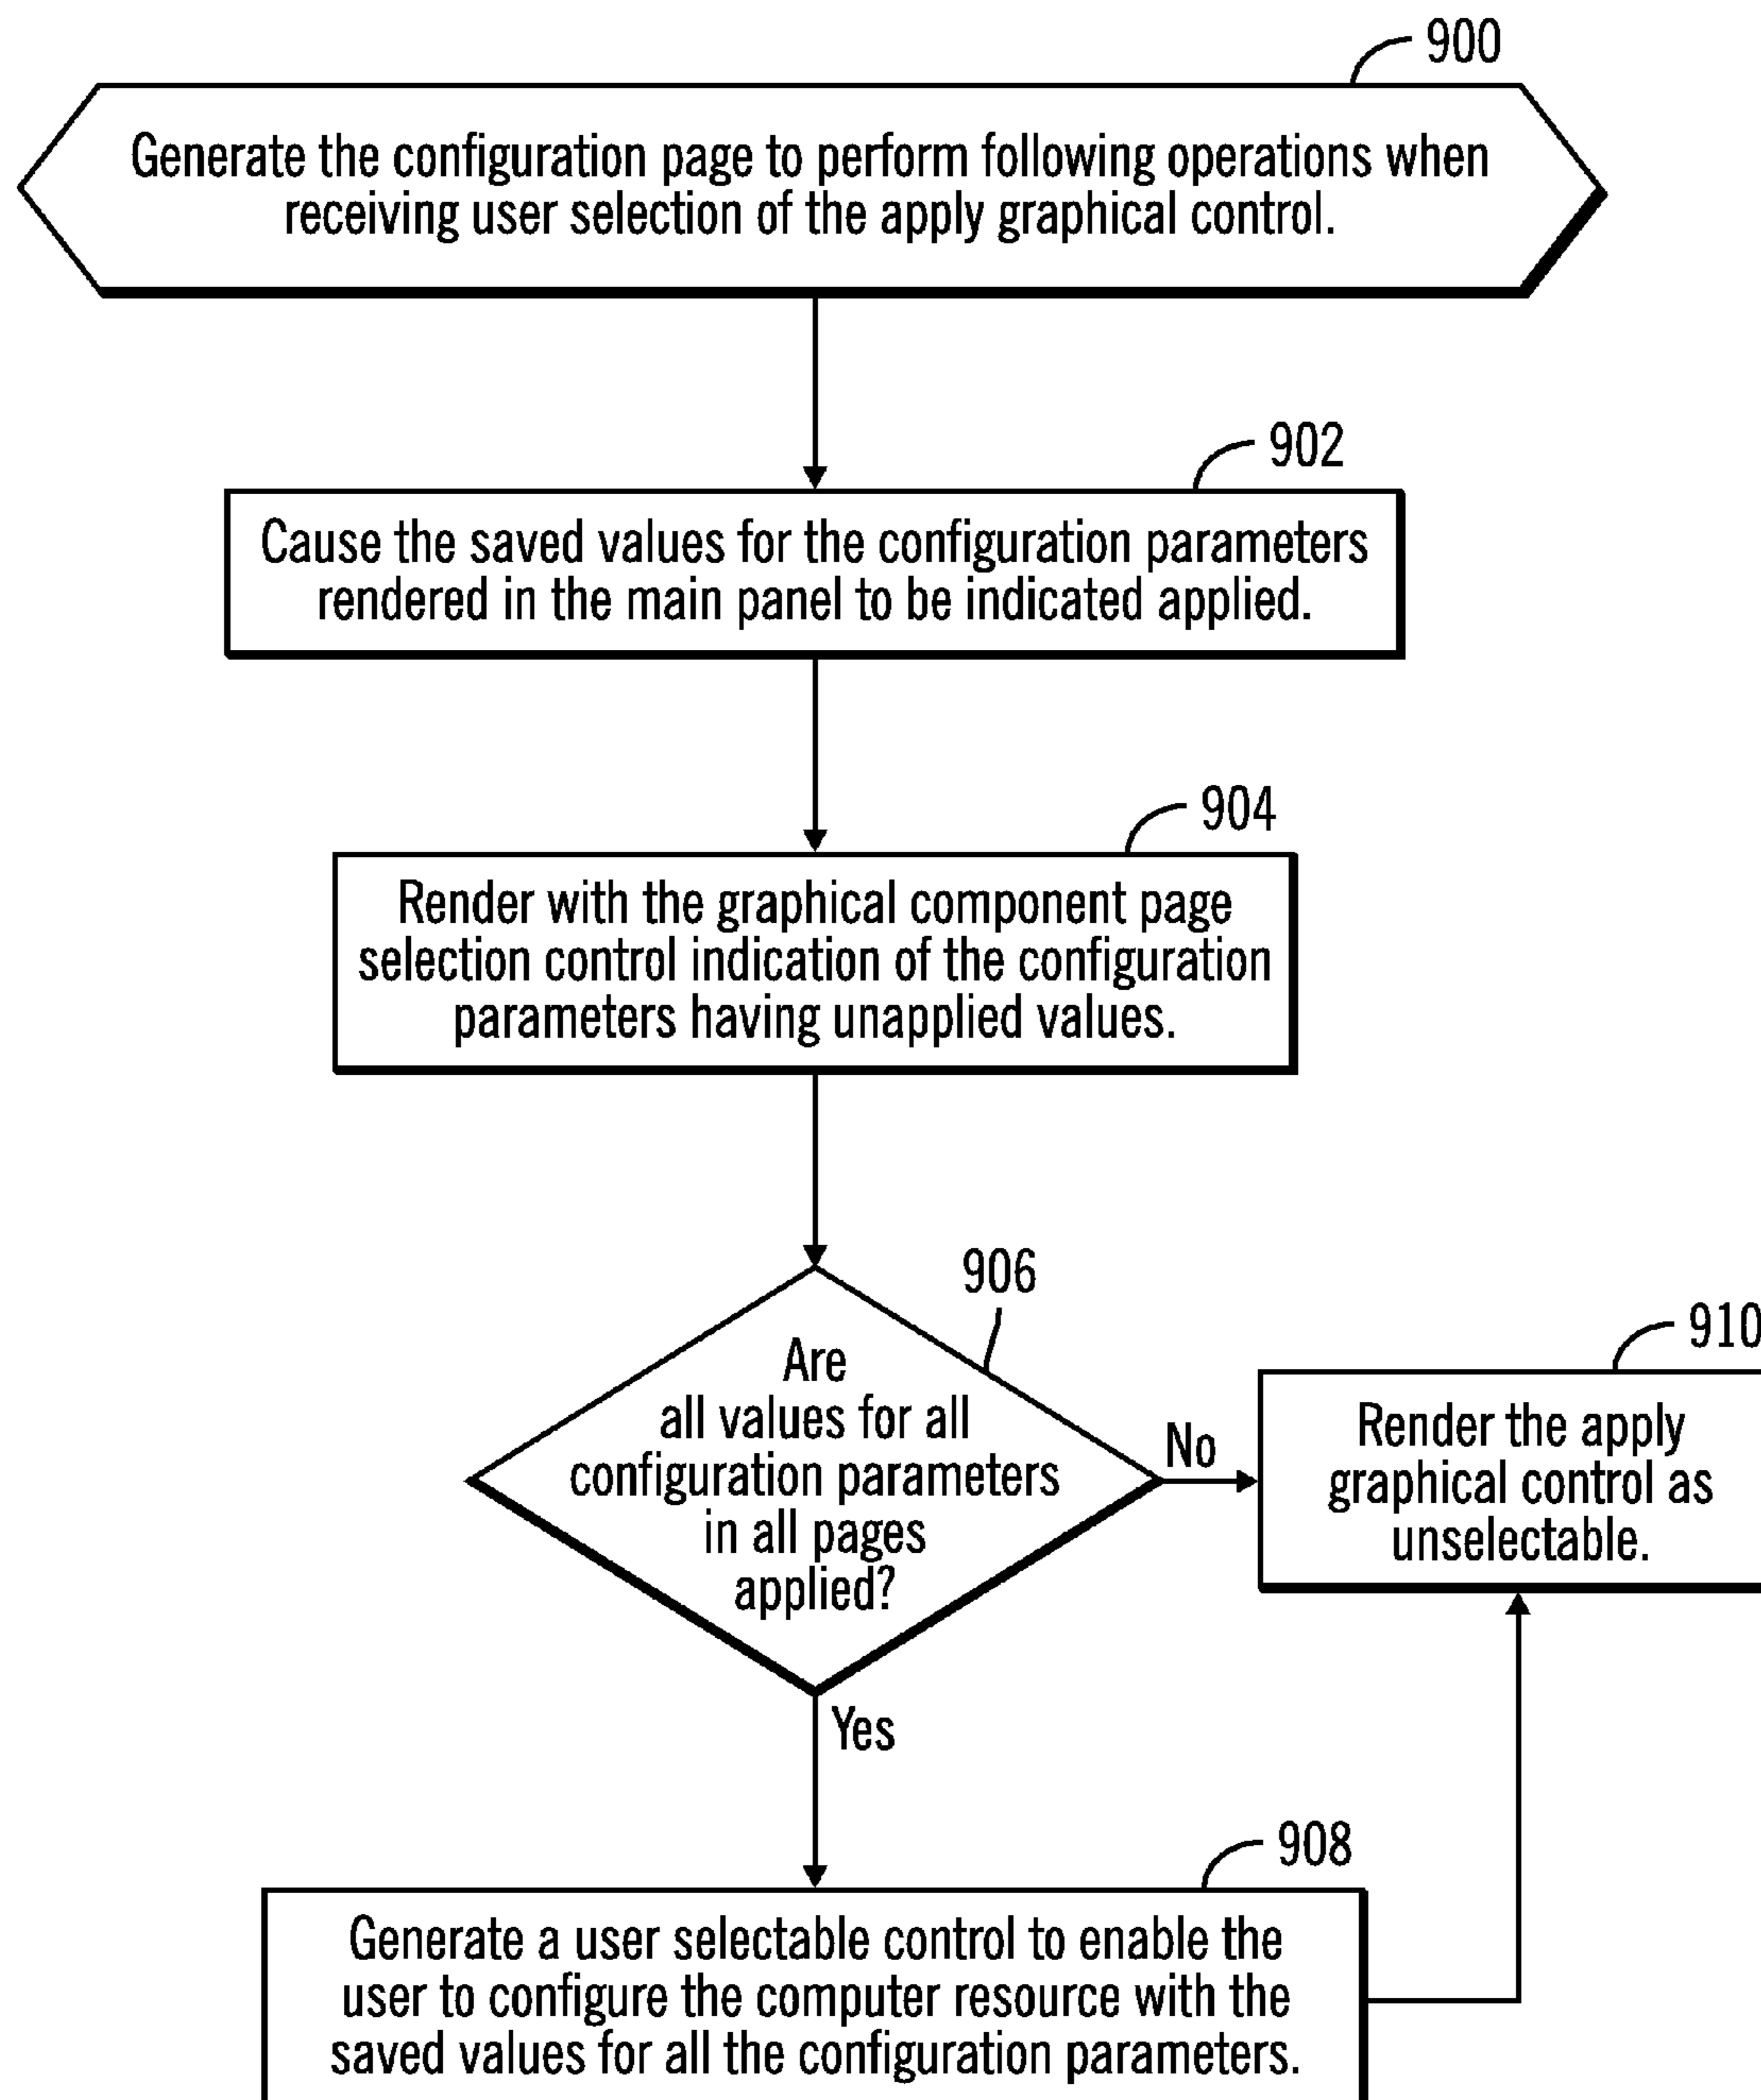 900
Generate the configuration page to perform following operations when
receiving user selection of the apply graphical control.
902
Cause the saved values for the configuration parameters
rendered in the main panel to be indicated applied.
904
Render with the graphical component page
selection control indication of the configuration
parameters having unapplied values.
906
Are
all values for all
configuration parameters
in all pages
applied?
No
910
Render the apply
graphical control as
unselectable.
Yes
908
Generate a user selectable control to enable the
user to configure the computer resource with the
saved values for all the configuration parameters.